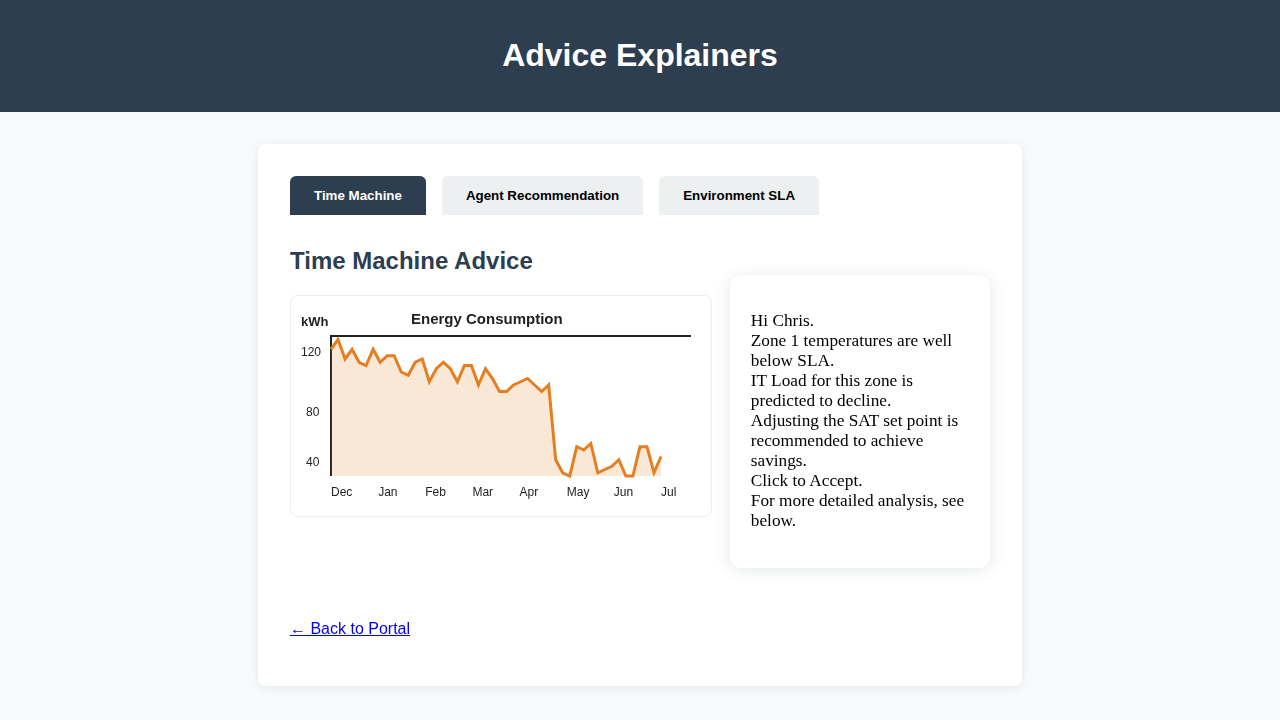 Advice Explainers
Time Machine
Agent Recommendation
Environment SLA
Time Machine Advice
kWh
Energy Consumption
120
80
40
Dec
Jan
Feb
Mar
Apr
May
Jun
Jul
Hi Chris.
Zone 1 temperatures are well
below SLA.
IT Load for this zone is
predicted to decline.
Adjusting the SAT set point is
recommended to achieve
savings.
Click to Accept.
For more detailed analysis, see
below.
← Back to Portal